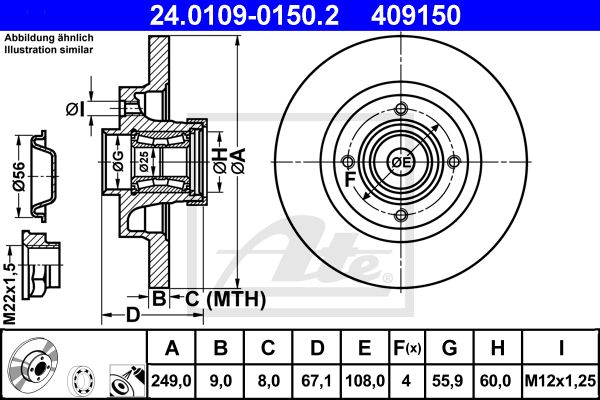 24.0109-0150.2 409150
Abbildung ähnlich
Illustration similar
ØI
ØG
Ø25
ØH
ØA
Ø56
M22x1,5
B
C (MTH)
D
F
ØE
Ate
A B C D E F(x) G H I
249,0 9,0 8,0 67,1 108,0 4 55,9 60,0 M12x1,25